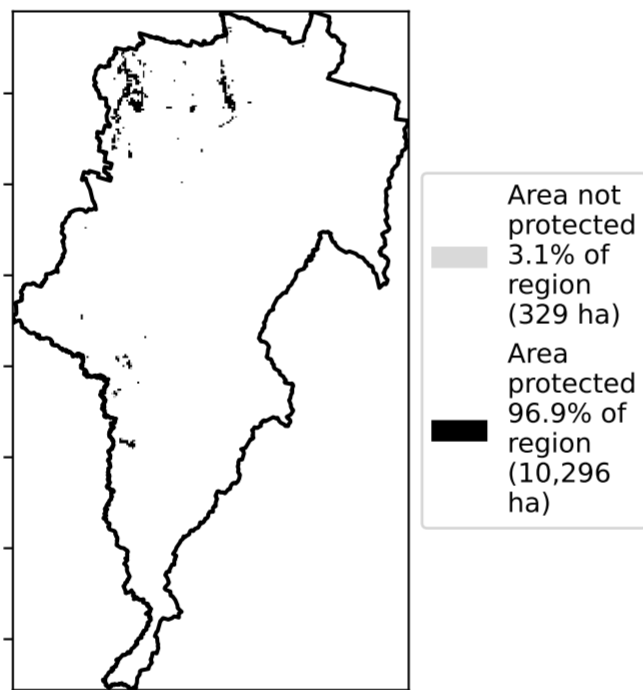 Area not
protected
3.1% of
region
(329 ha)
Area
protected
96.9% of
region
(10,296
ha)